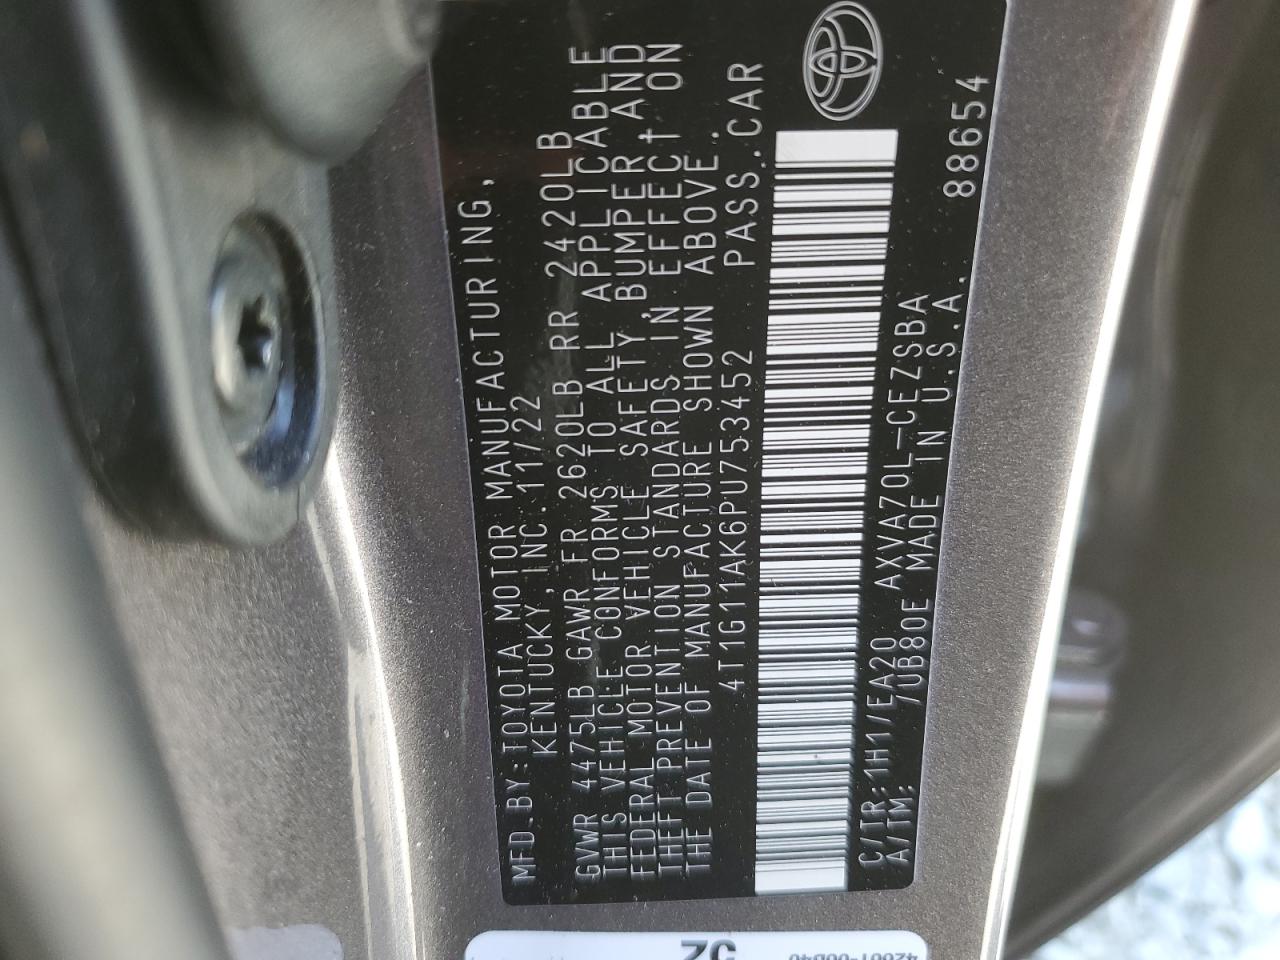 MFD.BY:TOYOTA MOTOR MANUFACTURING,
KENTUCKY,INC.11/22
GVWR 4475LB GAWR FR 2620LB RR 2420LB
THIS VEHICLE CONFORMS TO ALL APPLICABLE
FEDERAL MOTOR VEHICLE SAFETY,BUMPER,AND
THEFT PREVENTION STANDARDS IN EFFECT ON
THE DATE OF MANUFACTURE SHOWN ABOVE.
4T1G11AK6PU753452 PASS.CAR
C/TR:1H1/EA20 AXVA70L-CEZSBA
A/TM: /UB80E MADE IN U.S.A. 88654